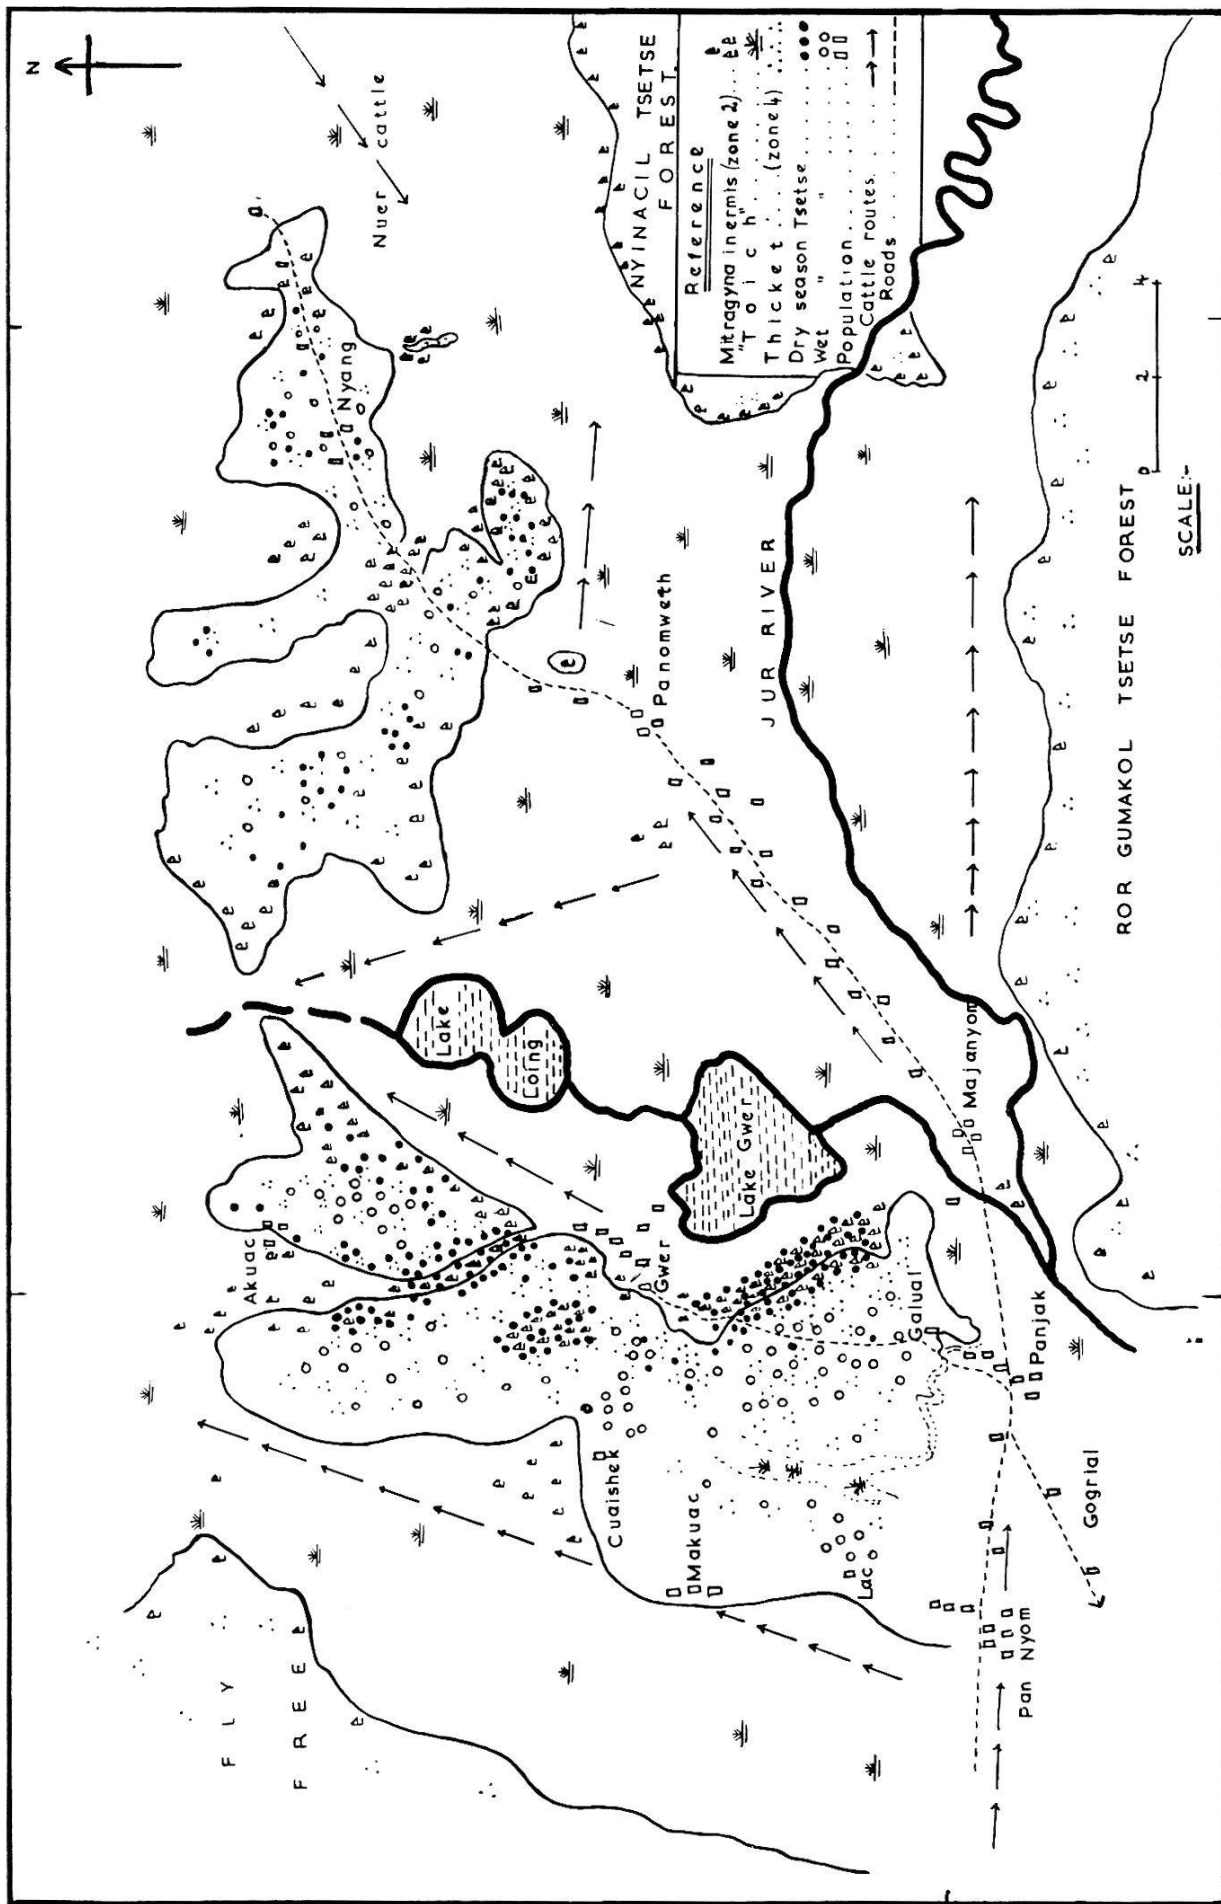 N
Nuer cattle
NYINACIL TSETSE
FOREST.
Reference
Mitragyna inermis (zone 2)
"Toich"
Thicket (zone 4)
Dry season Tsetse
Wet " "
Population
Cattle routes
Roads
Nyang
Panomweth
JUR RIVER
Lake
Loing
Lake Gwer
Akuac
Gwer
Majanyom
Galual
Panjak
Cuaishek
Makuac
Lac
Gogrial
Pan Nyom
FLY
FREE
ROR GUMAKOL TSETSE FOREST
SCALE:-
0 2 4